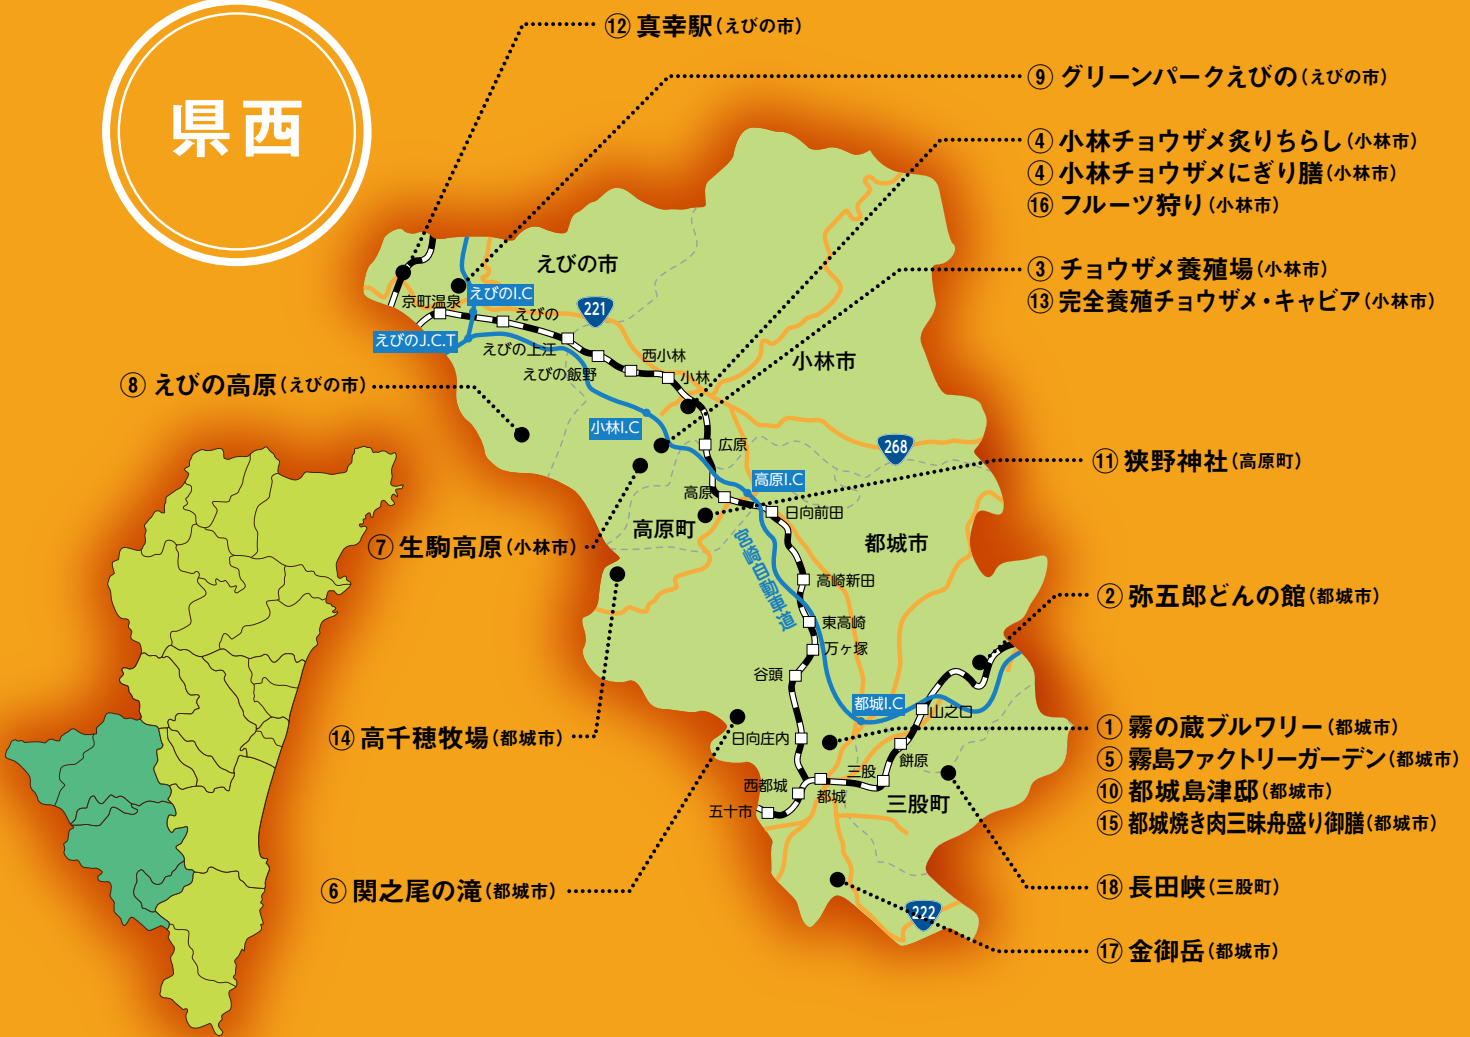 県西
⑫ 真幸駅(えびの市)
⑨ グリーンパークえびの(えびの市)
④ 小林チョウザメ炙りちらし(小林市)
④ 小林チョウザメにぎり膳(小林市)
⑯ フルーツ狩り(小林市)
③ チョウザメ養殖場(小林市)
⑬ 完全養殖チョウザメ・キャビア(小林市)
⑧ えびの高原(えびの市)
⑪ 狭野神社(高原町)
⑦ 生駒高原(小林市)
② 弥五郎どんの館(都城市)
⑭ 高千穂牧場(都城市)
① 霧の蔵ブルワリー(都城市)
⑤ 霧島ファクトリーガーデン(都城市)
⑩ 都城島津邸(都城市)
⑮ 都城焼き肉三昧舟盛り御膳(都城市)
⑥ 関之尾の滝(都城市)
⑱ 長田峡(三股町)
⑰ 金御岳(都城市)
えびの市
小林市
高原町
都城市
三股町
京町温泉
えびのI.C
えびのJ.C.T
えびの
えびの上江
えびの飯野
西小林
小林
小林I.C
広原
高原
高原I.C
日向前田
高崎新田
東高崎
万ヶ塚
谷頭
都城I.C
山之口
日向庄内
餅原
三股
都城
西都城
五十市
宮崎自動車道
221
268
222